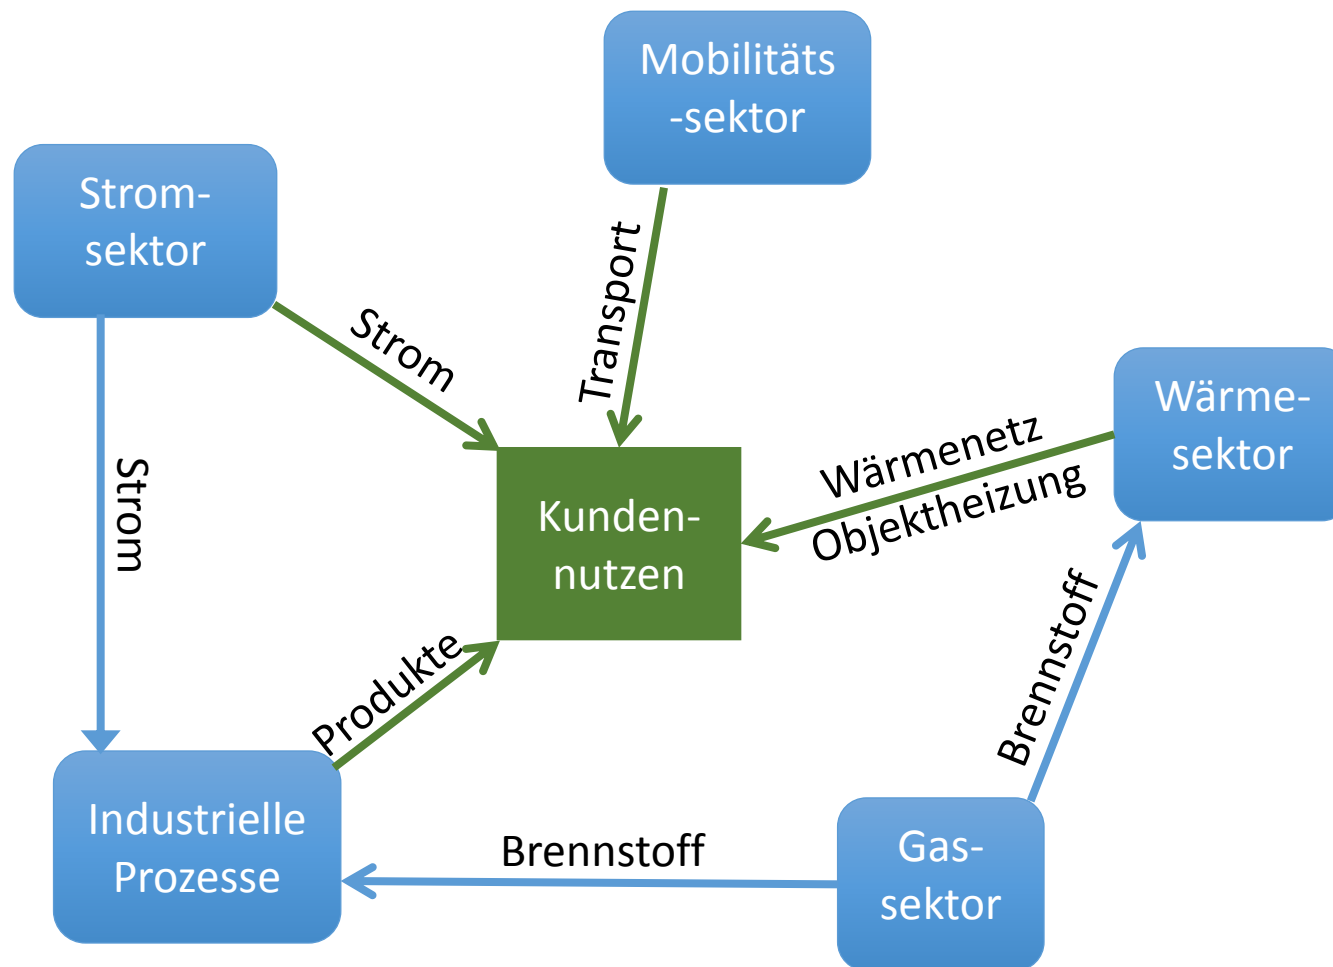 Mobilitäts
-sektor
Strom-
sektor
Transport
Strom
Wärme-
sektor
Wärmenetz
Objektheizung
Strom
Kunden-
nutzen
Brennstoff
Produkte
Industrielle
Prozesse
Brennstoff
Gas-
sektor